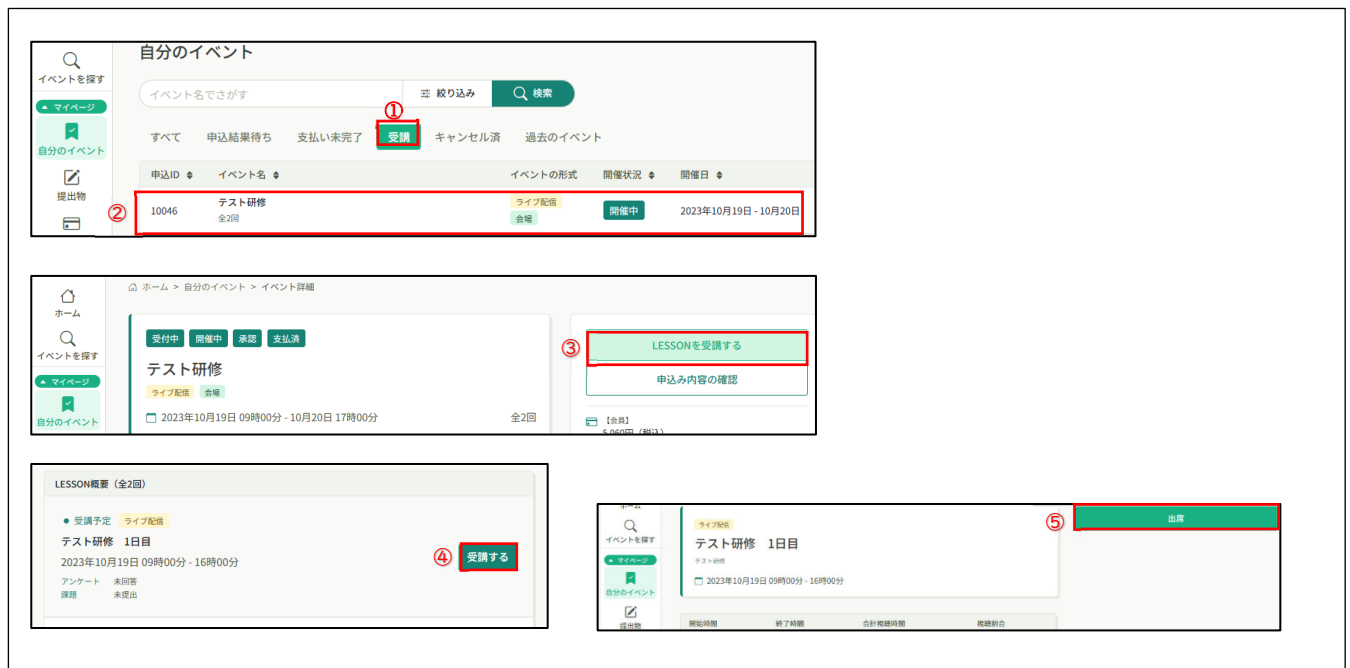 自分のイベント
イベントを探す
イベント名でさがす
絞り込み
検索
マイページ
①
すべて 申込結果待ち 支払い未完了 受講 キャンセル済 過去のイベント
自分のイベント
申込ID イベント名 イベントの形式 開催状況 開催日
提出物
②
10046 テスト研修 ライブ配信 開催中 2023年10月19日 - 10月20日
全2回 会場
ホーム > 自分のイベント > イベント詳細
ホーム
イベントを探す
マイページ
自分のイベント
受付中 開催中 承認 支払済
テスト研修
ライブ配信 会場
2023年10月19日 09時00分 - 10月20日 17時00分 全2回
③
LESSONを受講する
申込み内容の確認
【会員】
5,060円（税込）
LESSON概要（全2回）
受講予定 ライブ配信
テスト研修 1日目
2023年10月19日 09時00分 - 16時00分
アンケート 未回答
課題 未提出
④
受講する
ホーム
イベントを探す
マイページ
自分のイベント
提出物
ライブ配信
テスト研修 1日目
テスト研修
2023年10月19日 09時00分 - 16時00分
開始時間 終了時間 合計視聴時間 視聴割合
⑤
出席